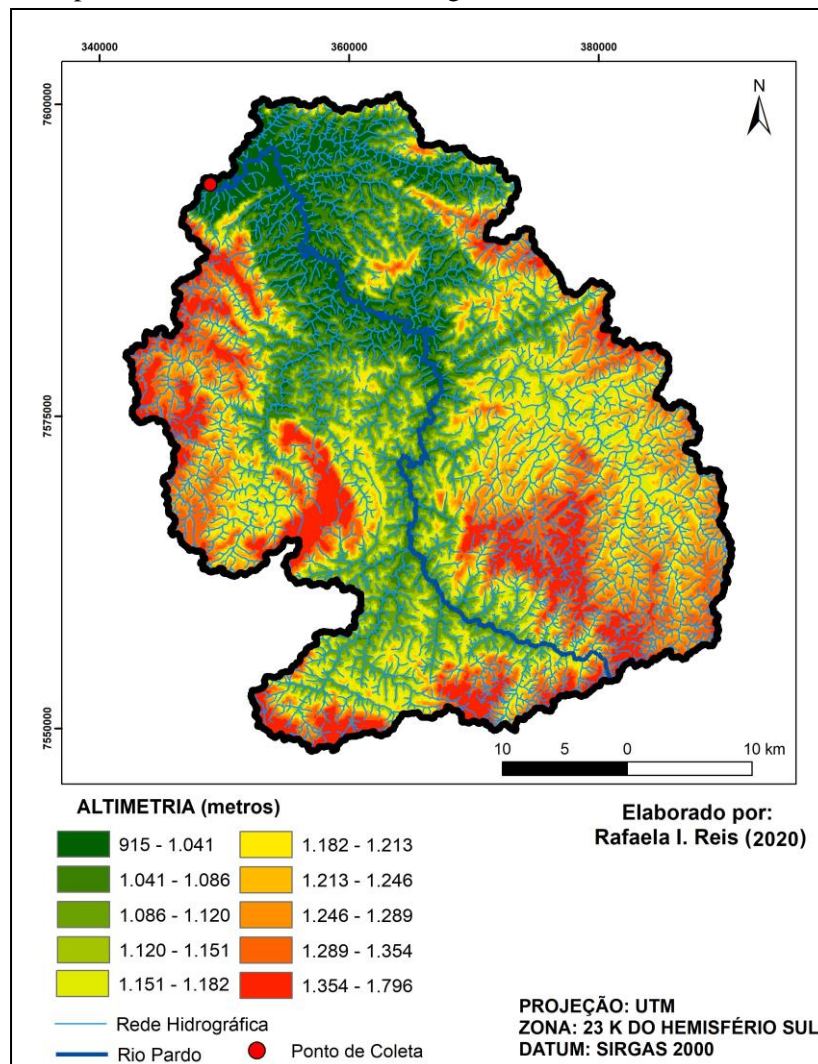 340000 360000 380000
7600000
N
7575000
7550000
10 5 0 10 km
ALTIMETRIA (metros)
915 - 1.041
1.041 - 1.086
1.086 - 1.120
1.120 - 1.151
1.151 - 1.182
1.182 - 1.213
1.213 - 1.246
1.246 - 1.289
1.289 - 1.354
1.354 - 1.796
Rede Hidrográfica
Rio Pardo
Ponto de Coleta
Elaborado por:
Rafaela I. Reis (2020)
PROJEÇÃO: UTM
ZONA: 23 K DO HEMISFÉRIO SUL
DATUM: SIRGAS 2000